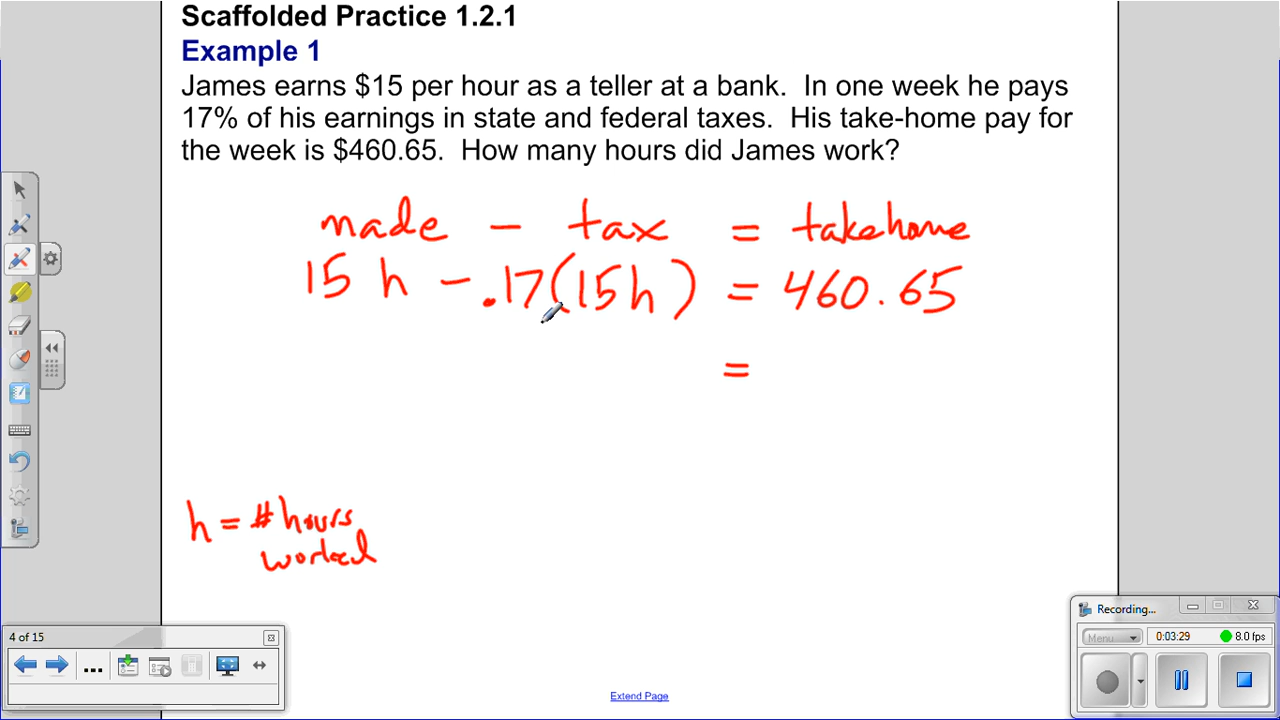 Scaffolded Practice 1.2.1
Example 1
James earns $15 per hour as a teller at a bank. In one week he pays
17% of his earnings in state and federal taxes. His take-home pay for
the week is $460.65. How many hours did James work?
made - tax = takehome
15 h - .17(15h) = 460.65
=
h = # hours
worked
4 of 15
Recording...
Menu
0:03:29
8.0 fps
Extend Page